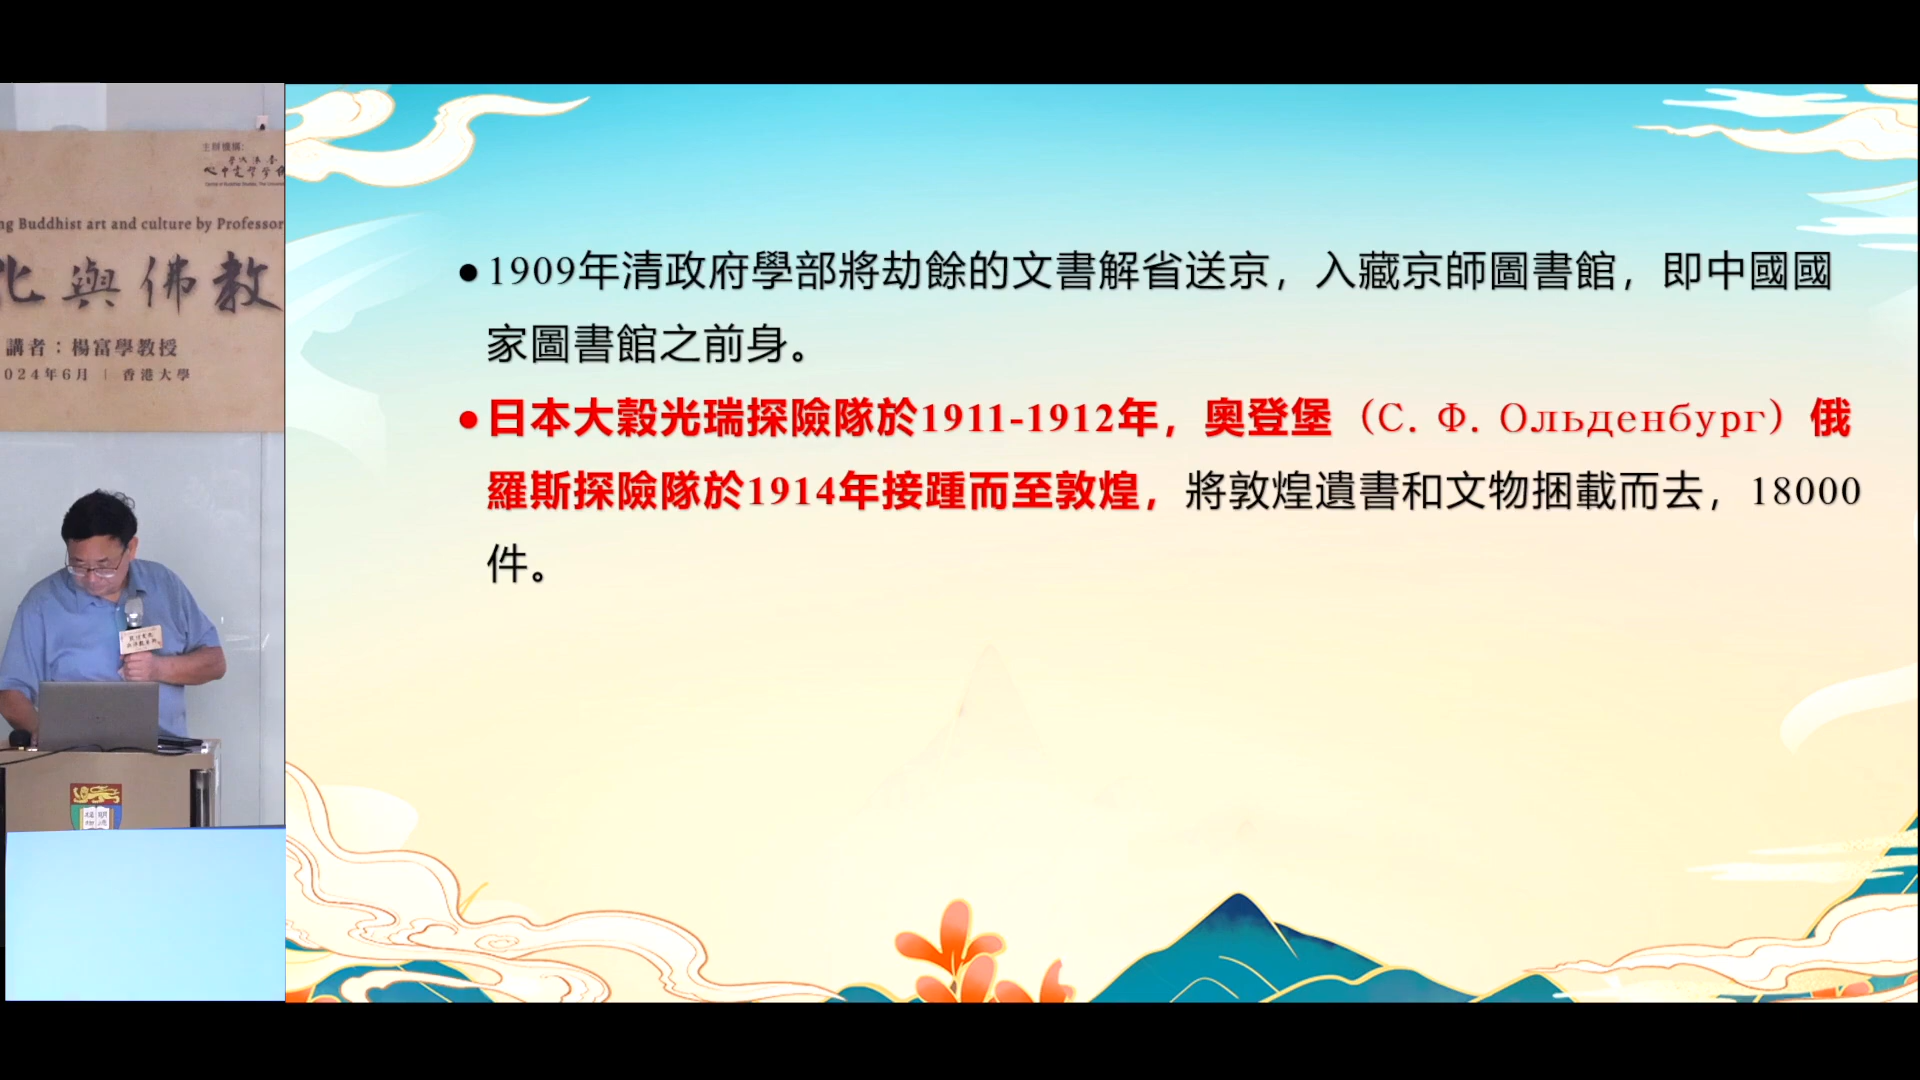 主辦機構:
ng Buddhist art and culture by Professor
化與佛教
講者：楊富學教授
024年6月 | 香港大學
●1909年清政府學部將劫餘的文書解省送京，入藏京師圖書館，即中國國
家圖書館之前身。
●日本大穀光瑞探險隊於1911-1912年，奧登堡（С. Ф. Ольденбург）俄
羅斯探險隊於1914年接踵而至敦煌，將敦煌遺書和文物捆載而去，18000
件。